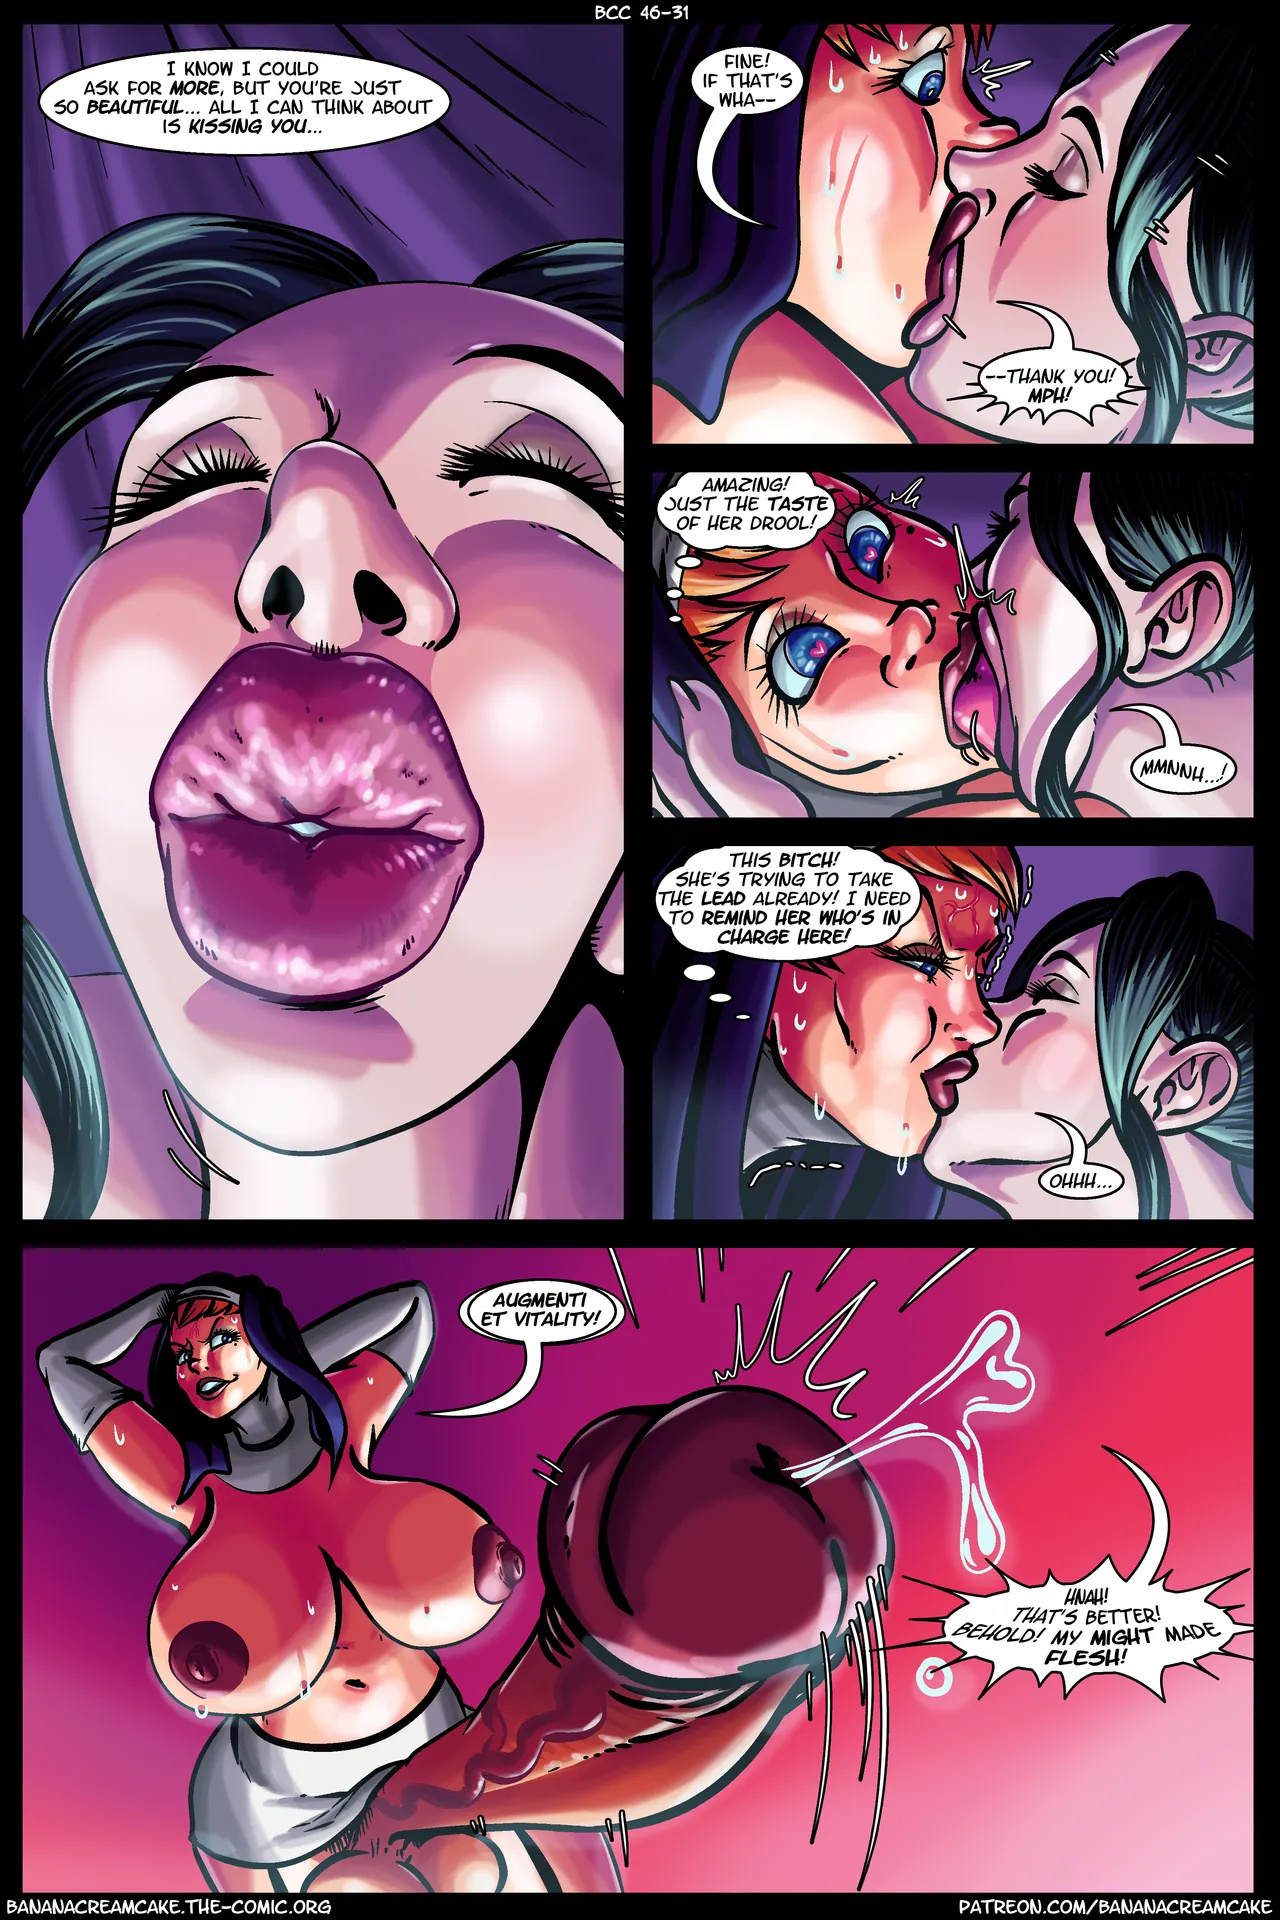 BCC 46-31
I KNOW I COULD
ASK FOR MORE, BUT YOU'RE JUST
SO BEAUTIFUL... ALL I CAN THINK ABOUT
IS KISSING YOU...
FINE!
IF THAT'S
WHA--
--THANK YOU!
MPH!
AMAZING!
JUST THE TASTE
OF HER DROOL!
MMNNH...!
THIS BITCH!
SHE'S TRYING TO TAKE
THE LEAD ALREADY! I NEED
TO REMIND HER WHO'S IN
CHARGE HERE!
OHHH...
AUGMENTI
ET VITALITY!
HNAH!
THAT'S BETTER!
BEHOLD! MY MIGHT MADE
FLESH!
BANANACREAMCAKE.THE-COMIC.ORG
PATREON.COM/BANANACREAMCAKE